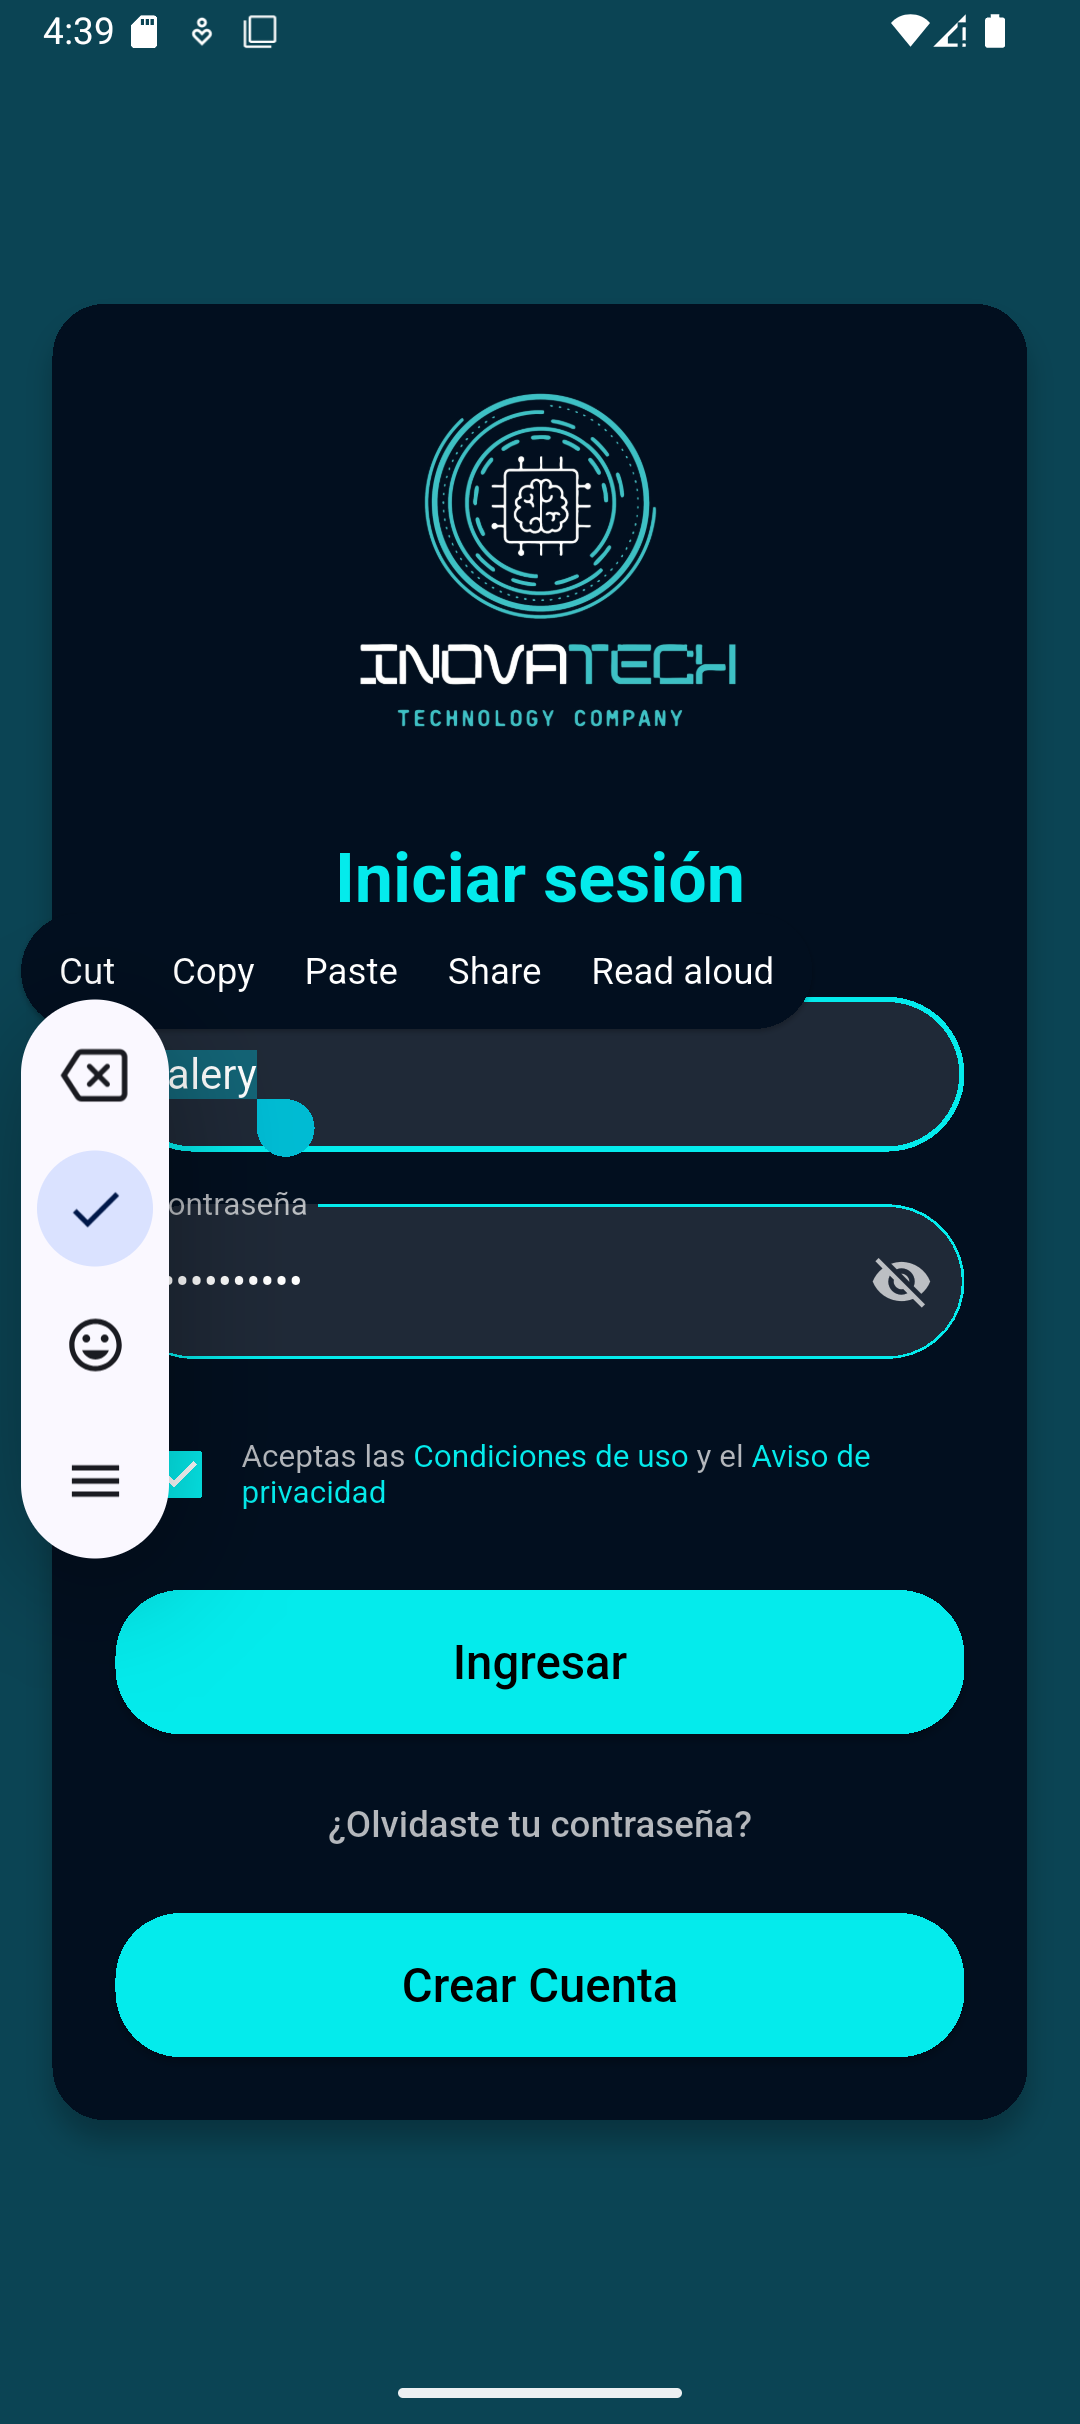 4:39
INOVATECH
TECHNOLOGY COMPANY
Iniciar sesión
Cut Copy Paste Share Read aloud
alery
ontraseña
Aceptas las Condiciones de uso y el Aviso de
privacidad
Ingresar
¿Olvidaste tu contraseña?
Crear Cuenta